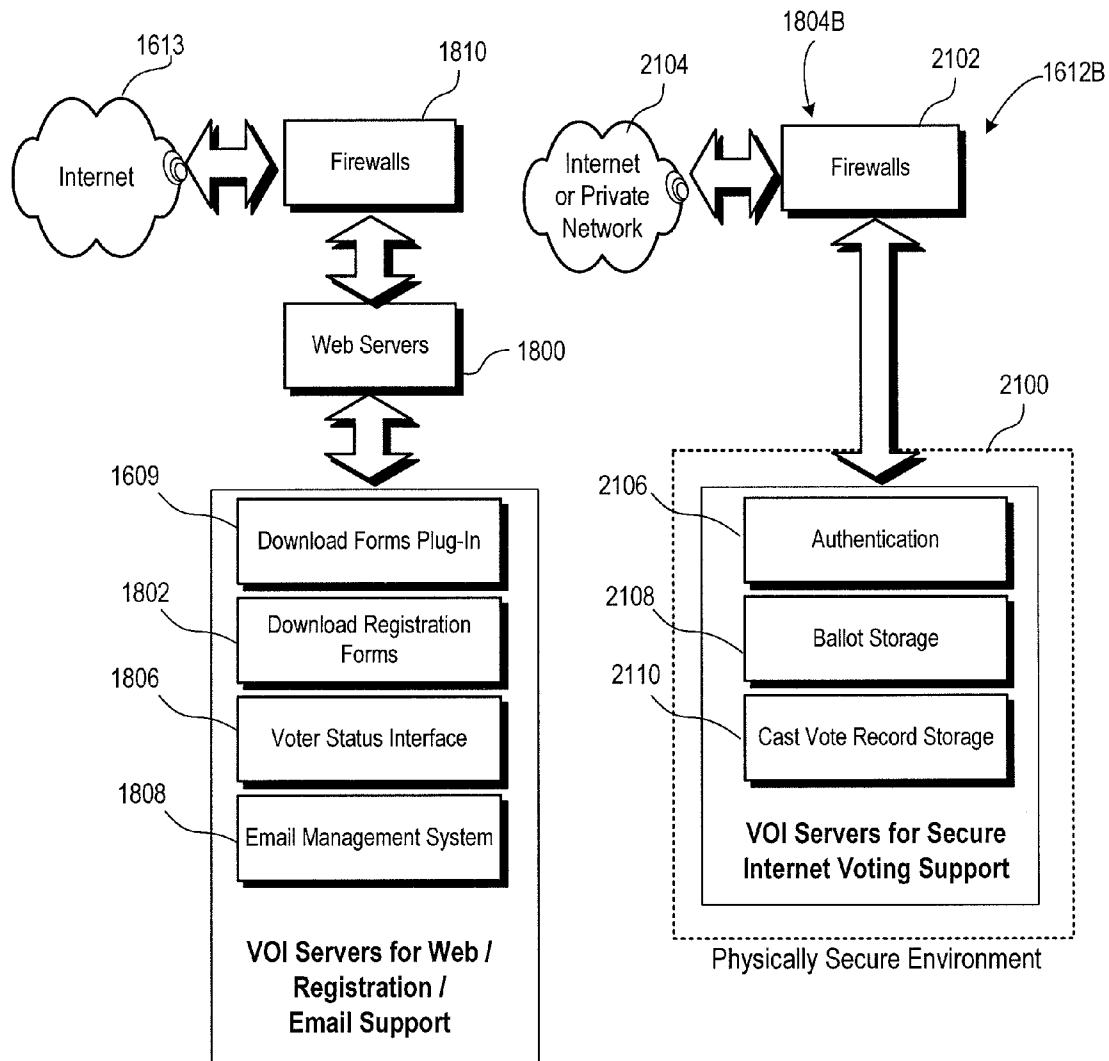 1613
1810
1804B
2104
2102
1612B
Internet
Firewalls
Internet
or Private
Network
Firewalls
Web Servers
1800
2100
1609
Download Forms Plug-In
1802
Download Registration
Forms
1806
Voter Status Interface
1808
Email Management System
VOI Servers for Web /
Registration /
Email Support
2106
Authentication
2108
Ballot Storage
2110
Cast Vote Record Storage
VOI Servers for Secure
Internet Voting Support
Physically Secure Environment